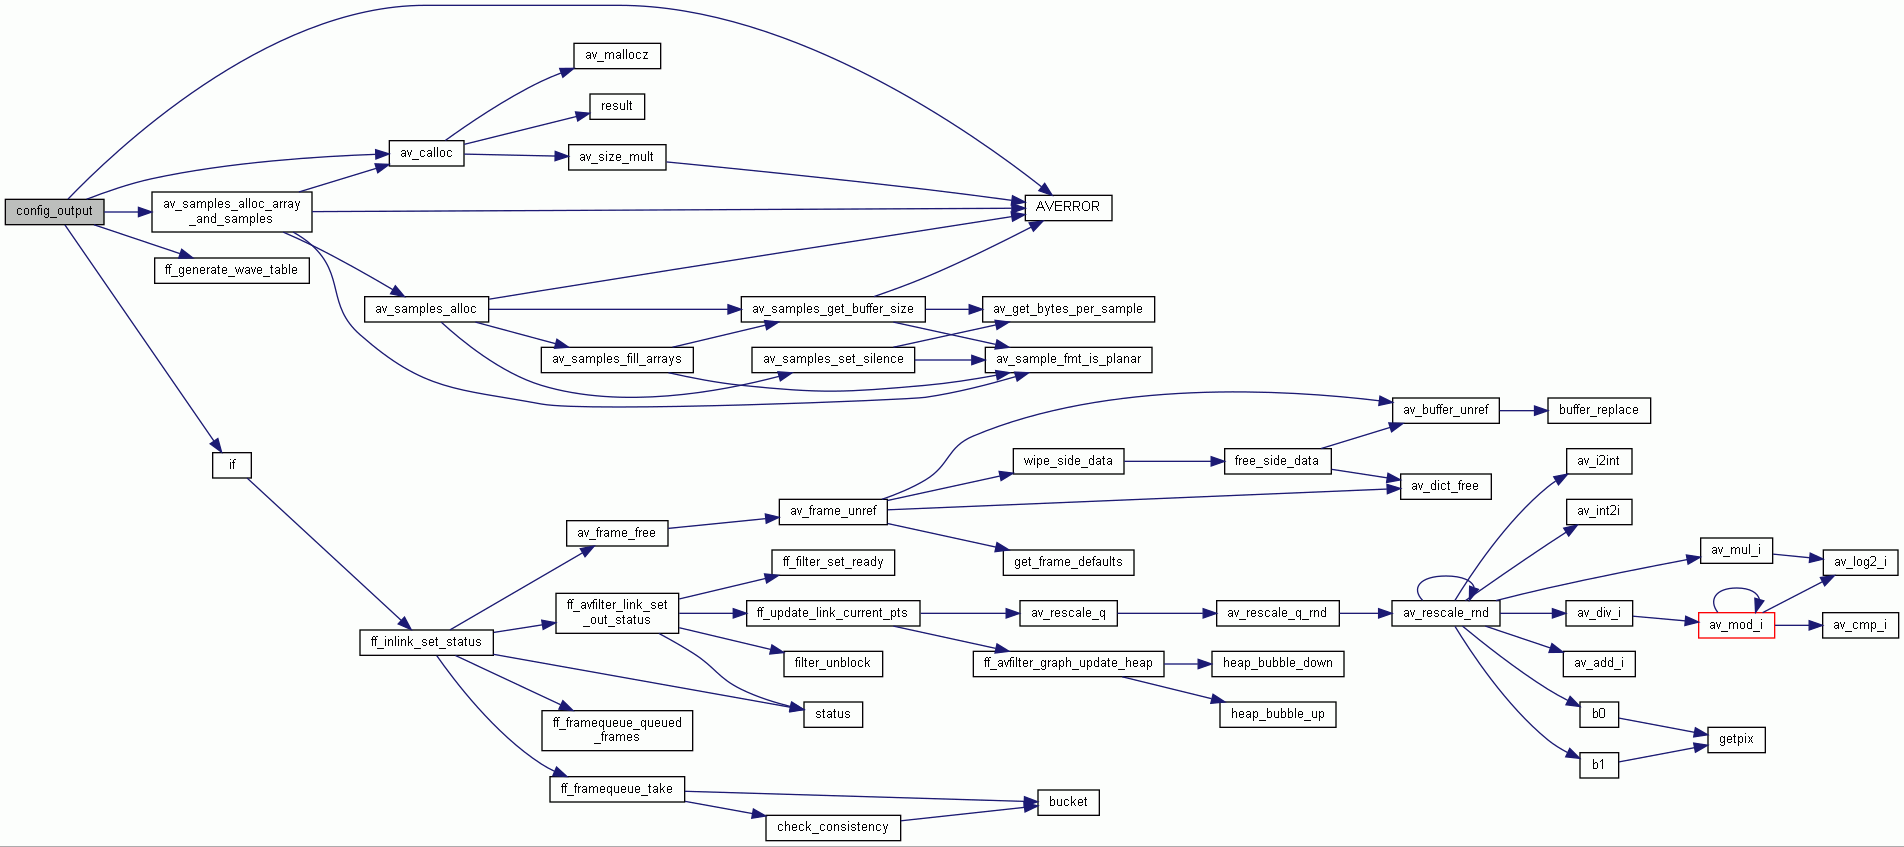 av_mallocz
result
av_calloc
av_size_mult
config_output
av_samples_alloc_array
_and_samples
AVERROR
ff_generate_wave_table
av_samples_alloc
av_samples_get_buffer_size
av_get_bytes_per_sample
av_samples_fill_arrays
av_samples_set_silence
av_sample_fmt_is_planar
av_buffer_unref
buffer_replace
if
wipe_side_data
free_side_data
av_i2int
av_dict_free
av_frame_unref
av_int2i
av_frame_free
get_frame_defaults
ff_filter_set_ready
av_mul_i
av_log2_i
ff_avfilter_link_set
_out_status
ff_update_link_current_pts
av_rescale_q
av_rescale_q_rnd
av_rescale_rnd
av_div_i
av_mod_i
av_cmp_i
ff_inlink_set_status
filter_unblock
ff_avfilter_graph_update_heap
heap_bubble_down
av_add_i
status
heap_bubble_up
b0
ff_framequeue_queued
_frames
getpix
b1
ff_framequeue_take
bucket
check_consistency